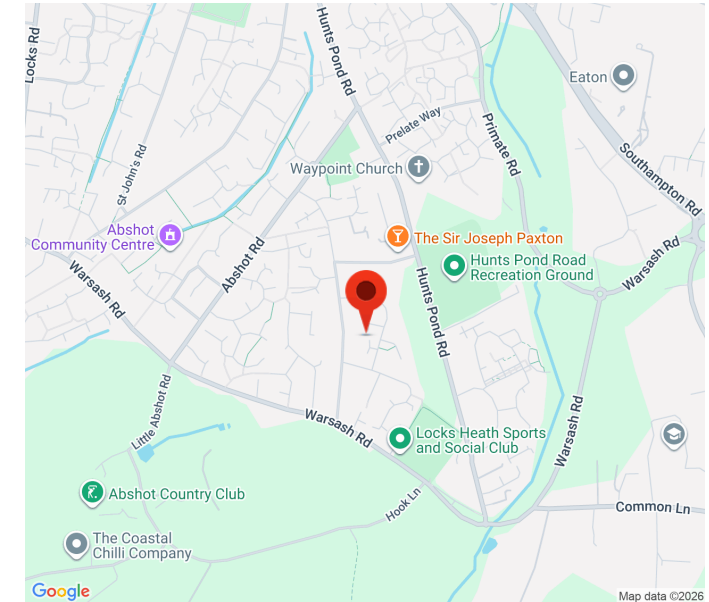 Locks Rd
Hunts Pond Rd
Eaton
Prelate Way
Primate Rd
Southampton Rd
St John's Rd
Waypoint Church
Abshot
Community Centre
The Sir Joseph Paxton
Abshot Rd
Warsash Rd
Hunts Pond Road
Recreation Ground
Warsash Rd
Hunts Pond Rd
Little Abshot Rd
Warsash Rd
Locks Heath Sports
and Social Club
Warsash Rd
Abshot Country Club
Hook Ln
Common Ln
The Coastal
Chilli Company
Google
Map data ©2026